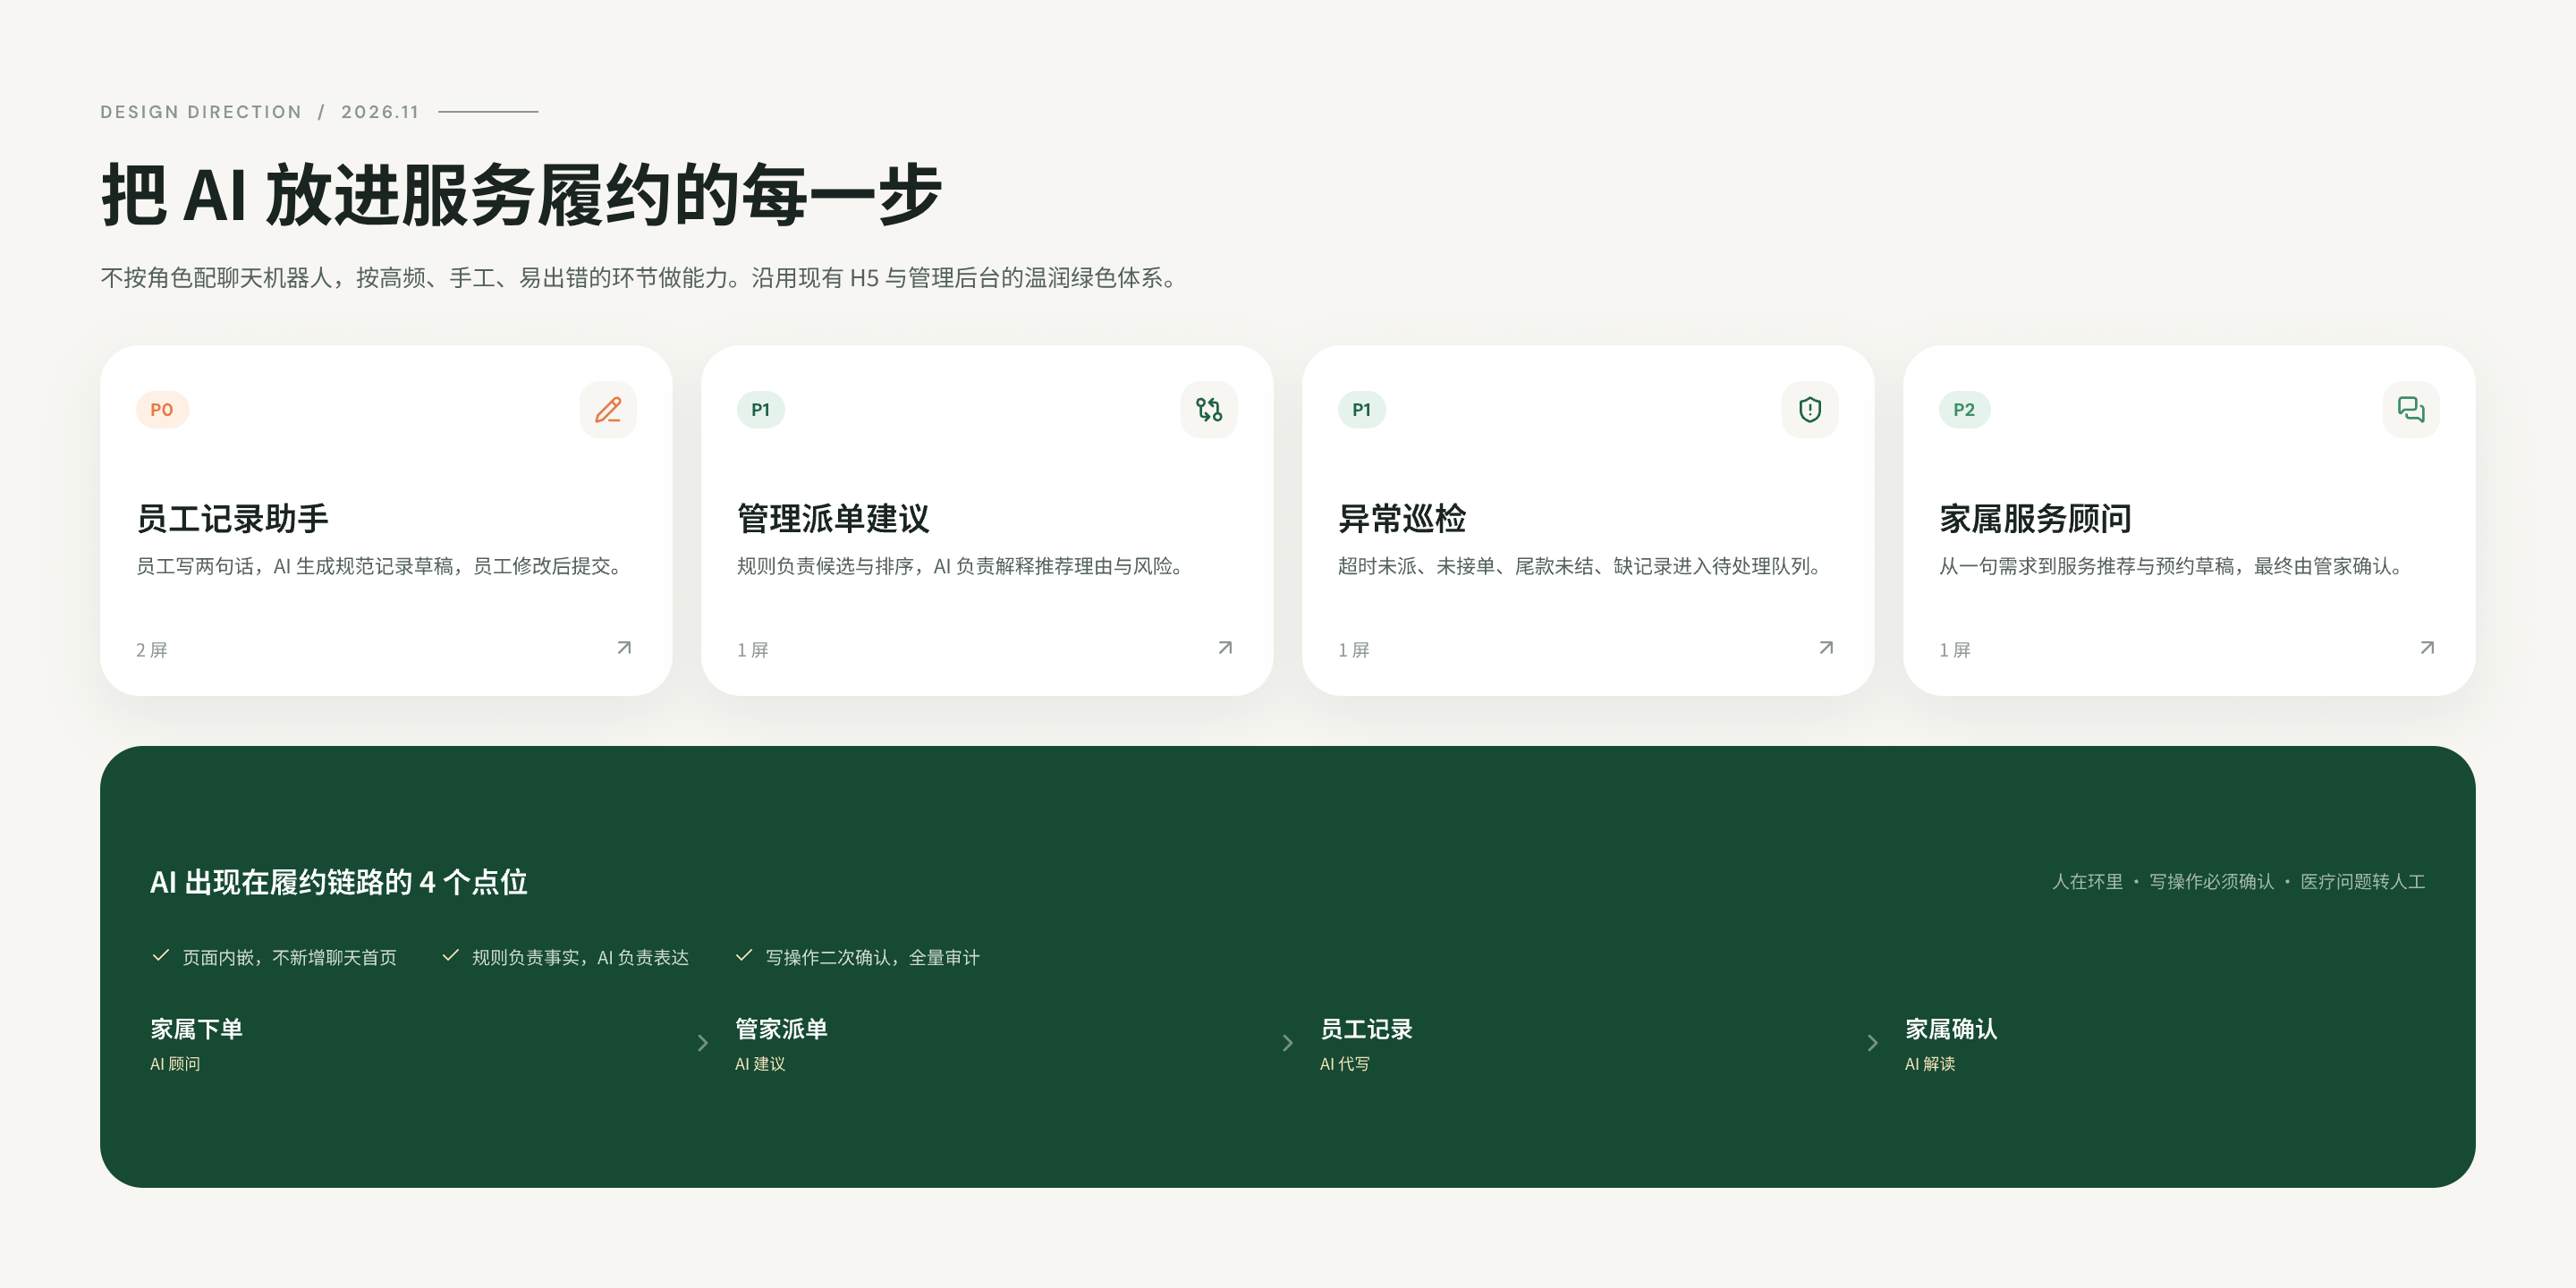 DESIGN DIRECTION / 2026.11
把 AI 放进服务履约的每一步
不按角色配聊天机器人，按高频、手工、易出错的环节做能力。沿用现有 H5 与管理后台的温润绿色体系。
P0
员工记录助手
员工写两句话，AI 生成规范记录草稿，员工修改后提交。
2 屏
P1
管理派单建议
规则负责候选与排序，AI 负责解释推荐理由与风险。
1 屏
P1
异常巡检
超时未派、未接单、尾款未结、缺记录进入待处理队列。
1 屏
P2
家属服务顾问
从一句需求到服务推荐与预约草稿，最终由管家确认。
1 屏
AI 出现在履约链路的 4 个点位
人在环里 • 写操作必须确认 • 医疗问题转人工
页面内嵌，不新增聊天首页
规则负责事实，AI 负责表达
写操作二次确认，全量审计
家属下单
AI 顾问
管家派单
AI 建议
员工记录
AI 代写
家属确认
AI 解读